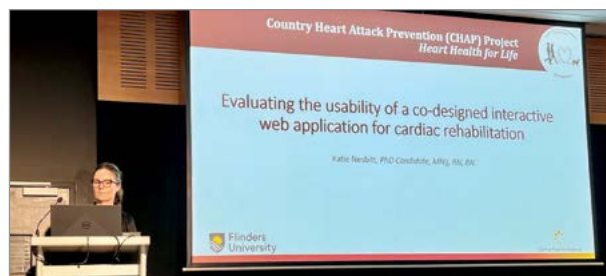 Country Heart Attack Prevention (CHAP) Project
Heart Health for Life
Evaluating the usability of a co-designed interactive
web application for cardiac rehabilitation
Katie Nesbitt, PhD Candidate, MNg, RN,
Flinders
University